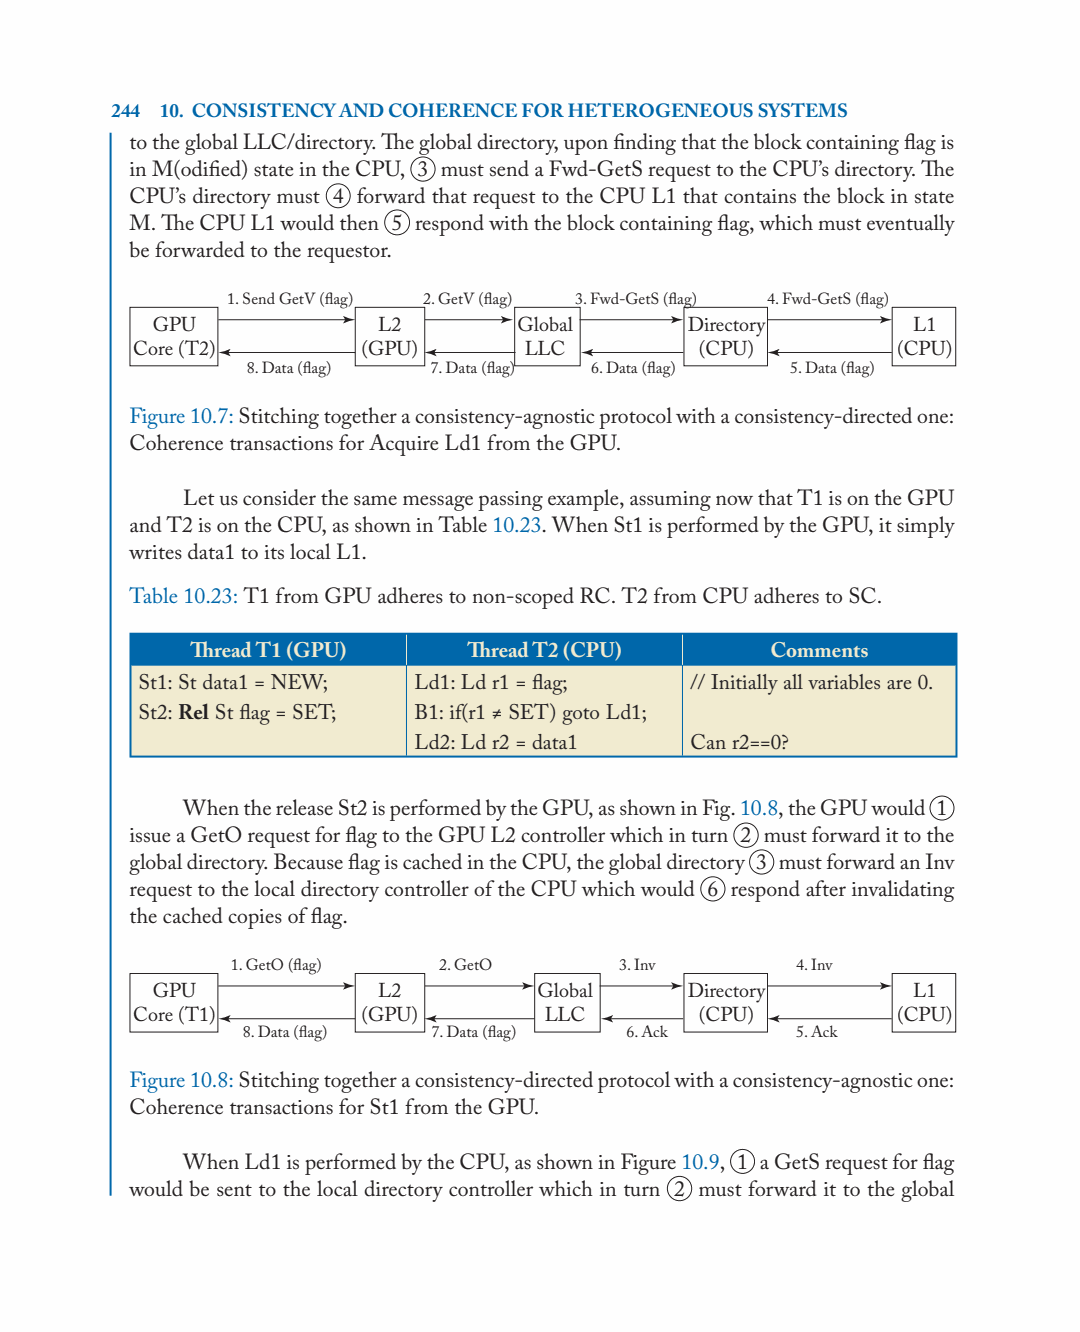 244 10. CONSISTENCY AND COHERENCE FOR HETEROGENEOUS SYSTEMS
to the global LLC/directory. The global directory, upon finding that the block containing flag is
in M(odified) state in the CPU, ③ must send a Fwd-GetS request to the CPU's directory. The
CPU's directory must ④ forward that request to the CPU L1 that contains the block in state
M. The CPU L1 would then ⑤ respond with the block containing flag, which must eventually
be forwarded to the requestor.
1. Send GetV (flag) 2. GetV (flag) 3. Fwd-GetS (flag) 4. Fwd-GetS (flag)
GPU L2 Global Directory L1
Core (T2) (GPU) LLC (CPU) (CPU)
8. Data (flag) 7. Data (flag) 6. Data (flag) 5. Data (flag)
Figure 10.7: Stitching together a consistency-agnostic protocol with a consistency-directed one:
Coherence transactions for Acquire Ld1 from the GPU.
Let us consider the same message passing example, assuming now that T1 is on the GPU
and T2 is on the CPU, as shown in Table 10.23. When St1 is performed by the GPU, it simply
writes data1 to its local L1.
Table 10.23: T1 from GPU adheres to non-scoped RC. T2 from CPU adheres to SC.
Thread T1 (GPU) Thread T2 (CPU) Comments
St1: St data1 = NEW; Ld1: Ld r1 = flag; // Initially all variables are 0.
St2: Rel St flag = SET; B1: if(r1 ≠ SET) goto Ld1;
Ld2: Ld r2 = data1 Can r2==0?
When the release St2 is performed by the GPU, as shown in Fig. 10.8, the GPU would ①
issue a GetO request for flag to the GPU L2 controller which in turn ② must forward it to the
global directory. Because flag is cached in the CPU, the global directory ③ must forward an Inv
request to the local directory controller of the CPU which would ⑥ respond after invalidating
the cached copies of flag.
1. GetO (flag) 2. GetO 3. Inv 4. Inv
GPU L2 Global Directory L1
Core (T1) (GPU) LLC (CPU) (CPU)
8. Data (flag) 7. Data (flag) 6. Ack 5. Ack
Figure 10.8: Stitching together a consistency-directed protocol with a consistency-agnostic one:
Coherence transactions for St1 from the GPU.
When Ld1 is performed by the CPU, as shown in Figure 10.9, ① a GetS request for flag
would be sent to the local directory controller which in turn ② must forward it to the global